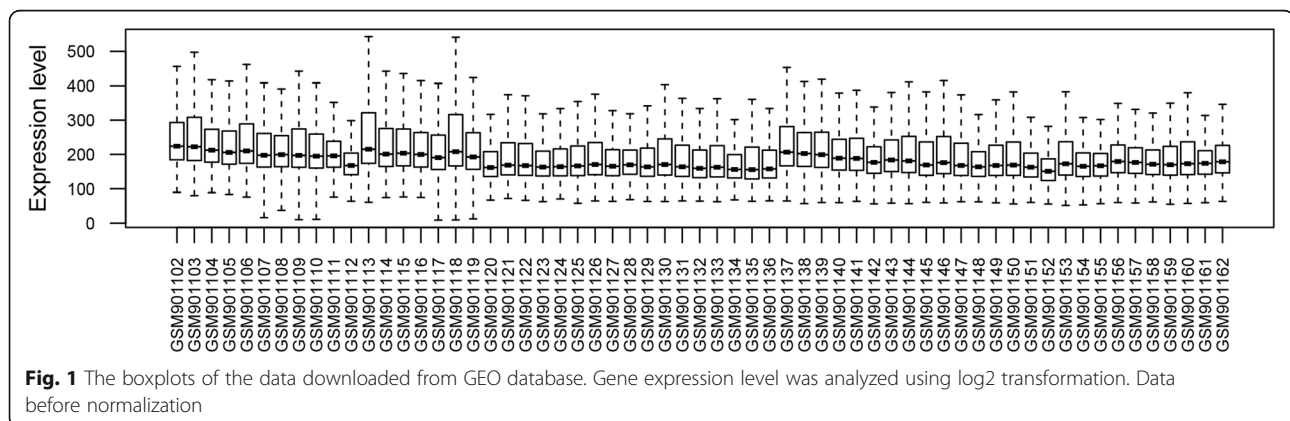 Expression level
500
400
300
200
100
0
GSM901102
GSM901103
GSM901104
GSM901105
GSM901106
GSM901107
GSM901108
GSM901109
GSM901110
GSM901111
GSM901112
GSM901113
GSM901114
GSM901115
GSM901116
GSM901117
GSM901118
GSM901119
GSM901120
GSM901121
GSM901122
GSM901123
GSM901124
GSM901125
GSM901126
GSM901127
GSM901128
GSM901129
GSM901130
GSM901131
GSM901132
GSM901133
GSM901134
GSM901135
GSM901136
GSM901137
GSM901138
GSM901139
GSM901140
GSM901141
GSM901142
GSM901143
GSM901144
GSM901145
GSM901146
GSM901147
GSM901148
GSM901149
GSM901150
GSM901151
GSM901152
GSM901153
GSM901154
GSM901155
GSM901156
GSM901157
GSM901158
GSM901159
GSM901160
GSM901161
GSM901162
Fig. 1 The boxplots of the data downloaded from GEO database. Gene expression level was analyzed using log2 transformation. Data
before normalization